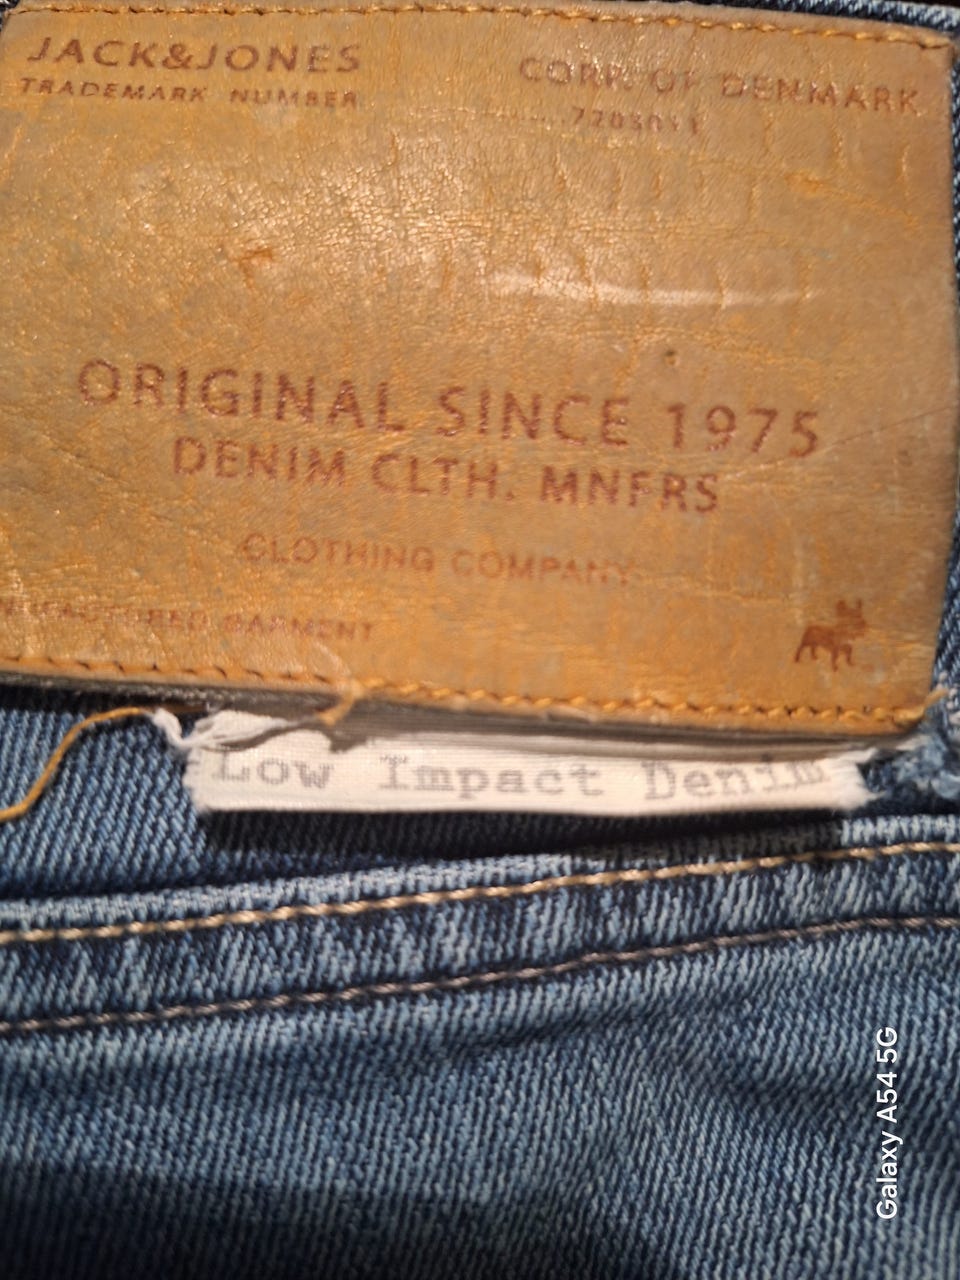 JACK&JONES
TRADEMARK NUMBER
CORP. OF DENMARK
ORIGINAL SINCE 1975
DENIM CLTH. MNFRS
CLOTHING COMPANY
GARMENT
Low Impact Denim
Galaxy A54 5G